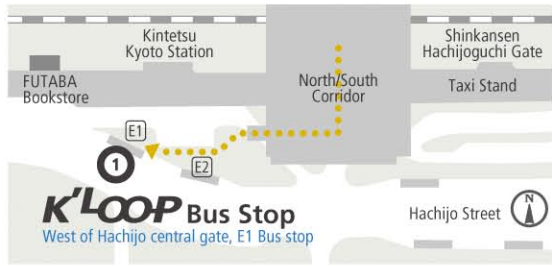 Kintetsu
Kyoto Station
Shinkansen
Hachijoguchi Gate
FUTABA
Bookstore
North/South
Corridor
Taxi Stand
E1
E2
1
K'LOOP Bus Stop
West of Hachijo central gate, E1 Bus stop
Hachijo Street
N